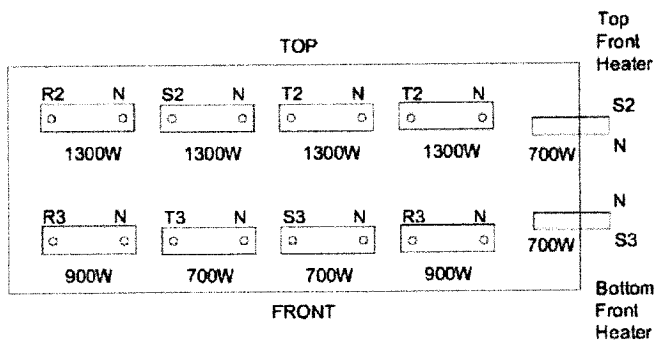 Top
Front
Heater
TOP
R2 N S2 N T2 N T2 N S2
1300W 1300W 1300W 1300W 700W N
R3 N T3 N S3 N R3 N N
900W 700W 700W 900W 700W S3
FRONT
Bottom
Front
Heater